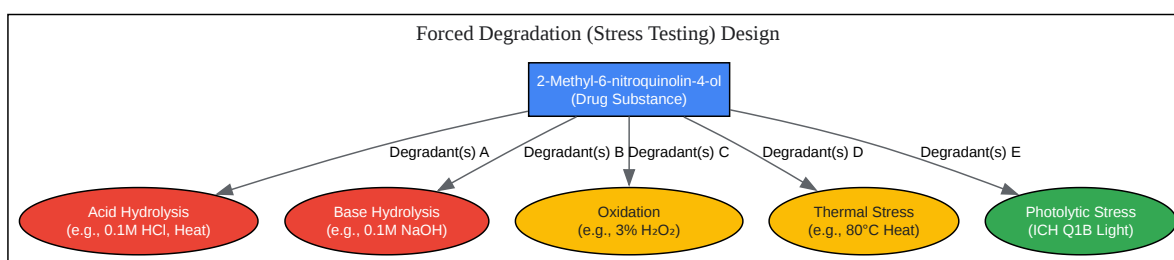 Forced Degradation (Stress Testing) Design
2-Methyl-6-nitroquinolin-4-ol
(Drug Substance)
Degradant(s) A
Degradant(s) B
Degradant(s) C
Degradant(s) D
Degradant(s) E
Acid Hydrolysis
(e.g., 0.1M HCl, Heat)
Base Hydrolysis
(e.g., 0.1M NaOH)
Oxidation
(e.g., 3% H₂O₂)
Thermal Stress
(e.g., 80°C Heat)
Photolytic Stress
(ICH Q1B Light)